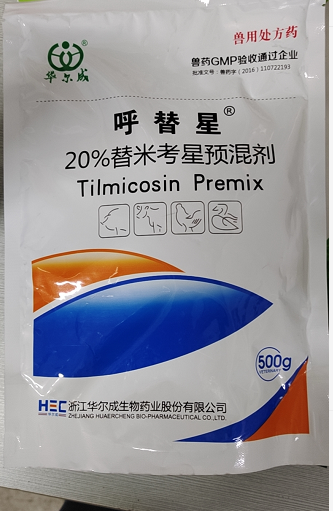 兽用处方药
华尔成®
兽药GMP验收通过企业
批准文号：兽药字（2016）110722193
呼替星®
20%替米考星预混剂
Tilmicosin Premix
500g
VETERINARY
HEC 浙江华尔成生物药业股份有限公司
ZHEJIANG HUAERCHENG BIO-PHARMACEUTICAL CO.,LTD.